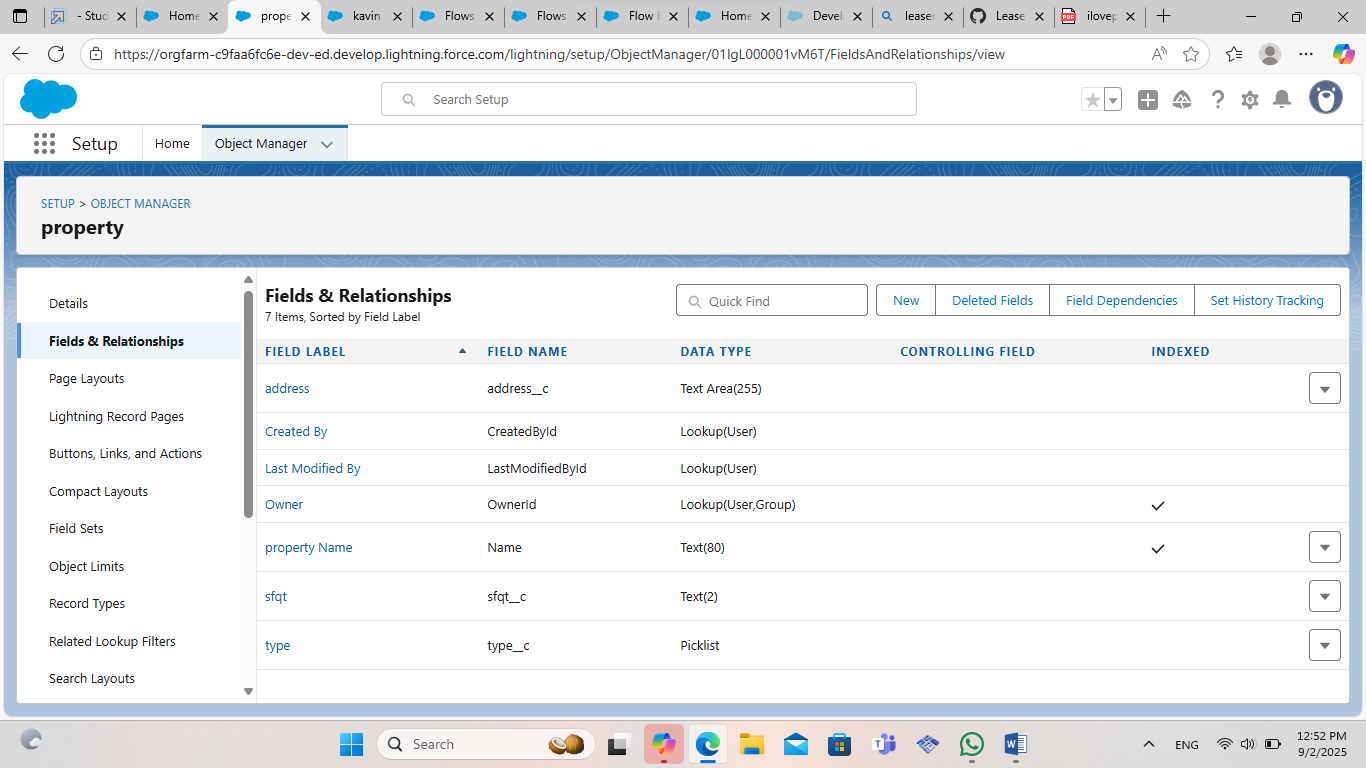 - Stud
Home
prope
kavin
Flows
Flows
Flow E
Home
Develo
leaser
Lease
ilovep
https://orgfarm-c9faa6fc6e-dev-ed.develop.lightning.force.com/lightning/setup/ObjectManager/01IgL000001vM6T/FieldsAndRelationships/view
Search Setup
Setup
Home
Object Manager
SETUP > OBJECT MANAGER
property
Details
Fields & Relationships
Page Layouts
Lightning Record Pages
Buttons, Links, and Actions
Compact Layouts
Field Sets
Object Limits
Record Types
Related Lookup Filters
Search Layouts
Fields & Relationships
7 Items, Sorted by Field Label
Quick Find
New
Deleted Fields
Field Dependencies
Set History Tracking
FIELD LABEL FIELD NAME DATA TYPE CONTROLLING FIELD INDEXED
address address__c Text Area(255)
Created By CreatedById Lookup(User)
Last Modified By LastModifiedById Lookup(User)
Owner OwnerId Lookup(User,Group)
property Name Name Text(80)
sfqt sfqt__c Text(2)
type type__c Picklist
Search
ENG
12:52 PM
9/2/2025